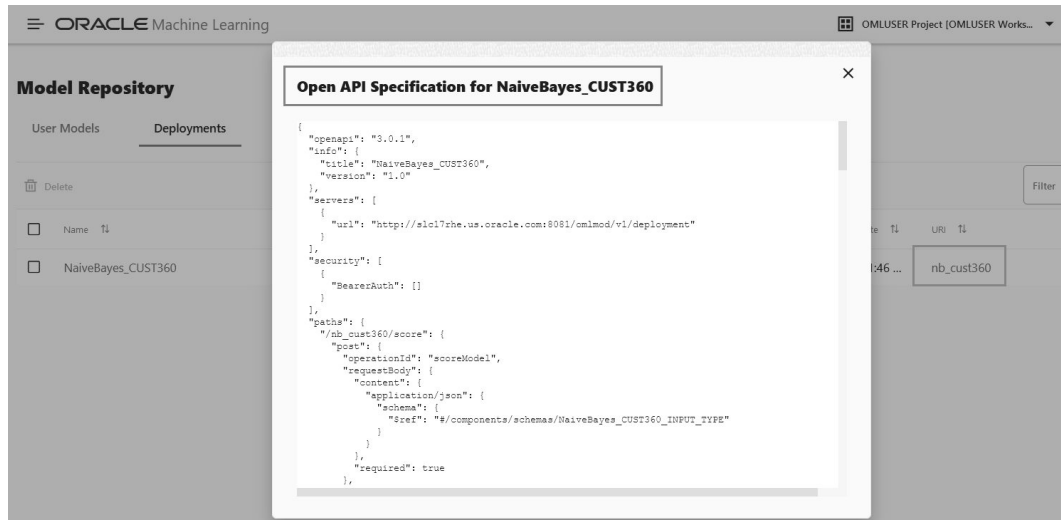 ORACLE Machine Learning
OMLUSER Project [OMLUSER Works...
Model Repository
User Models
Deployments
Delete
Filter
Name
te
URI
NaiveBayes_CUST360
:46 ...
nb_cust360
Open API Specification for NaiveBayes_CUST360
{
"openapi": "3.0.1",
"info": {
"title": "NaiveBayes_CUST360",
"version": "1.0"
},
"servers": [
{
"url": "http://slc17rhe.us.oracle.com:8081/omlmod/v1/deployment"
}
],
"security": [
{
"BearerAuth": []
}
],
"paths": {
"/nb_cust360/score": {
"post": {
"operationId": "scoreModel",
"requestBody": {
"content": {
"application/json": {
"schema": {
"$ref": "#/components/schemas/NaiveBayes_CUST360_INPUT_TYPE"
}
}
},
"required": true
},